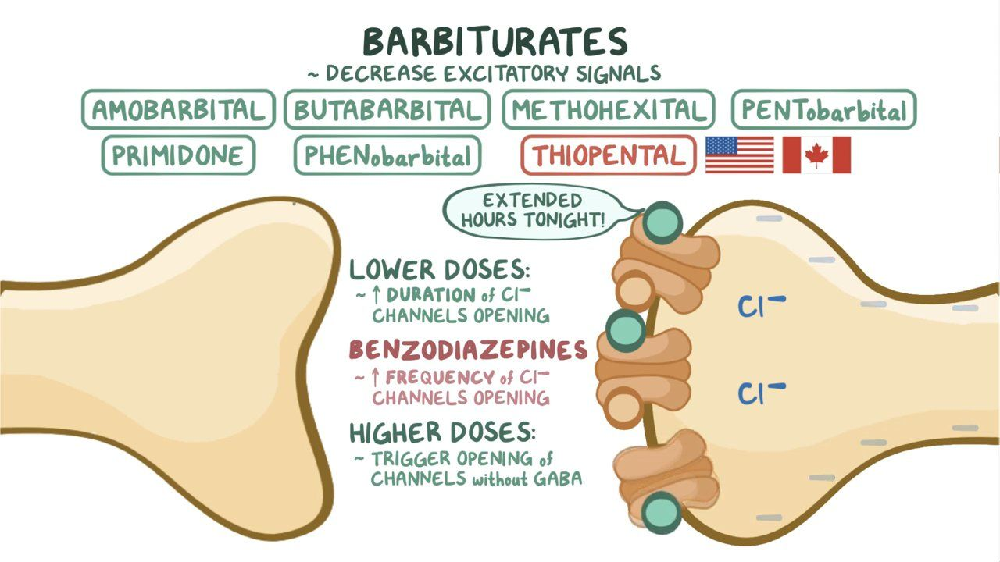 BARBITURATES
~ DECREASE EXCITATORY SIGNALS
AMOBARBITAL
BUTABARBITAL
METHOHEXITAL
PENTobarbital
PRIMIDONE
PHENobarbital
THIOPENTAL
EXTENDED
HOURS TONIGHT!
LOWER DOSES:
~ ↑ DURATION of Cl⁻
CHANNELS OPENING
BENZODIAZEPINES
~ ↑ FREQUENCY of Cl⁻
CHANNELS OPENING
HIGHER DOSES:
~ TRIGGER OPENING of
CHANNELS without GABA
Cl⁻
Cl⁻